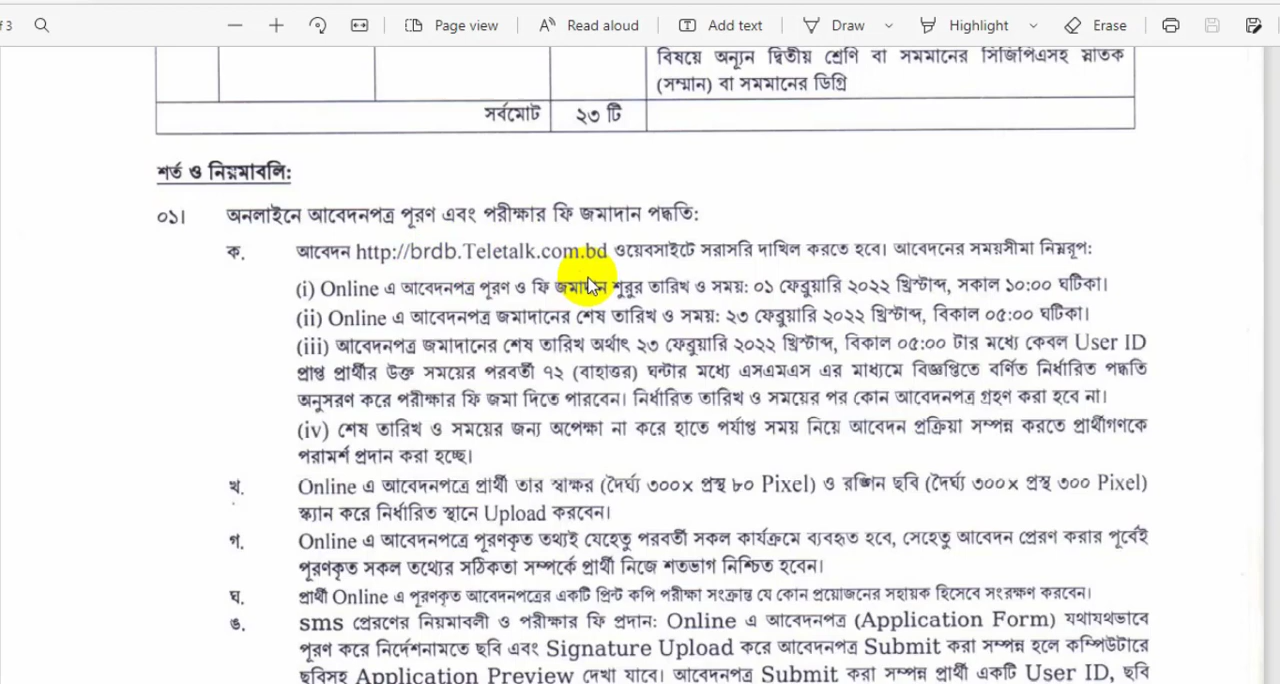 f 3 Page view Read aloud Add text Draw Highlight Erase
বিষয়ে অন্যূন দ্বিতীয় শ্রেণি বা সমমানের সিজিপিএসহ স্নাতক
(সম্মান) বা সমমানের ডিগ্রি
সর্বমোট ২৩ টি
শর্ত ও নিয়মাবলি:
০১। অনলাইনে আবেদনপত্র পূরণ এবং পরীক্ষার ফি জমাদান পদ্ধতি:
ক. আবেদন http://brdb.Teletalk.com.bd ওয়েবসাইটে সরাসরি দাখিল করতে হবে। আবেদনের সময়সীমা নিম্নরূপ:
(i) Online এ আবেদনপত্র পূরণ ও ফি জমাদান শুরুর তারিখ ও সময়: ০১ ফেব্রুয়ারি ২০২২ খ্রিস্টাব্দ, সকাল ১০:০০ ঘটিকা।
(ii) Online এ আবেদনপত্র জমাদানের শেষ তারিখ ও সময়: ২৩ ফেব্রুয়ারি ২০২২ খ্রিস্টাব্দ, বিকাল ০৫:০০ ঘটিকা।
(iii) আবেদনপত্র জমাদানের শেষ তারিখ অর্থাৎ ২৩ ফেব্রুয়ারি ২০২২ খ্রিস্টাব্দ, বিকাল ০৫:০০ টার মধ্যে কেবল User ID
প্রাপ্ত প্রার্থীর উক্ত সময়ের পরবর্তী ৭২ (বাহাত্তর) ঘন্টার মধ্যে এসএমএস এর মাধ্যমে বিজ্ঞপ্তিতে বর্ণিত নির্ধারিত পদ্ধতি
অনুসরণ করে পরীক্ষার ফি জমা দিতে পারবেন। নির্ধারিত তারিখ ও সময়ের পর কোন আবেদনপত্র গ্রহণ করা হবে না।
(iv) শেষ তারিখ ও সময়ের জন্য অপেক্ষা না করে হাতে পর্যাপ্ত সময় নিয়ে আবেদন প্রক্রিয়া সম্পন্ন করতে প্রার্থীগণকে
পরামর্শ প্রদান করা হচ্ছে।
খ. Online এ আবেদনপত্রে প্রার্থী তার স্বাক্ষর (দৈর্ঘ্য ৩০০x প্রস্থ ৮০ Pixel) ও রঙ্গিন ছবি (দৈর্ঘ্য ৩০০x প্রস্থ ৩০০ Pixel)
স্ক্যান করে নির্ধারিত স্থানে Upload করবেন।
গ. Online এ আবেদনপত্রে পূরণকৃত তথ্যই যেহেতু পরবর্তী সকল কার্যক্রমে ব্যবহৃত হবে, সেহেতু আবেদন প্রেরণ করার পূর্বেই
পূরণকৃত সকল তথ্যের সঠিকতা সম্পর্কে প্রার্থী নিজে শতভাগ নিশ্চিত হবেন।
ঘ. প্রার্থী Online এ পূরণকৃত আবেদনপত্রের একটি প্রিন্ট কপি পরীক্ষা সংক্রান্ত যে কোন প্রয়োজনের সহায়ক হিসেবে সংরক্ষণ করবেন।
ঙ. sms প্রেরণের নিয়মাবলী ও পরীক্ষার ফি প্রদান: Online এ আবেদনপত্র (Application Form) যথাযথভাবে
পূরণ করে নির্দেশনামতে ছবি এবং Signature Upload করে আবেদনপত্র Submit করা সম্পন্ন হলে কম্পিউটারে
ছবিসহ Application Preview দেখা যাবে। আবেদনপত্র Submit করা সম্পন্ন প্রার্থী একটি User ID, ছবি